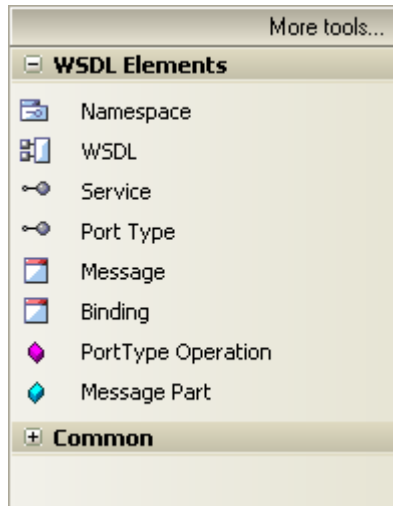 More tools...
WSDL Elements
Namespace
WSDL
Service
Port Type
Message
Binding
PortType Operation
Message Part
Common